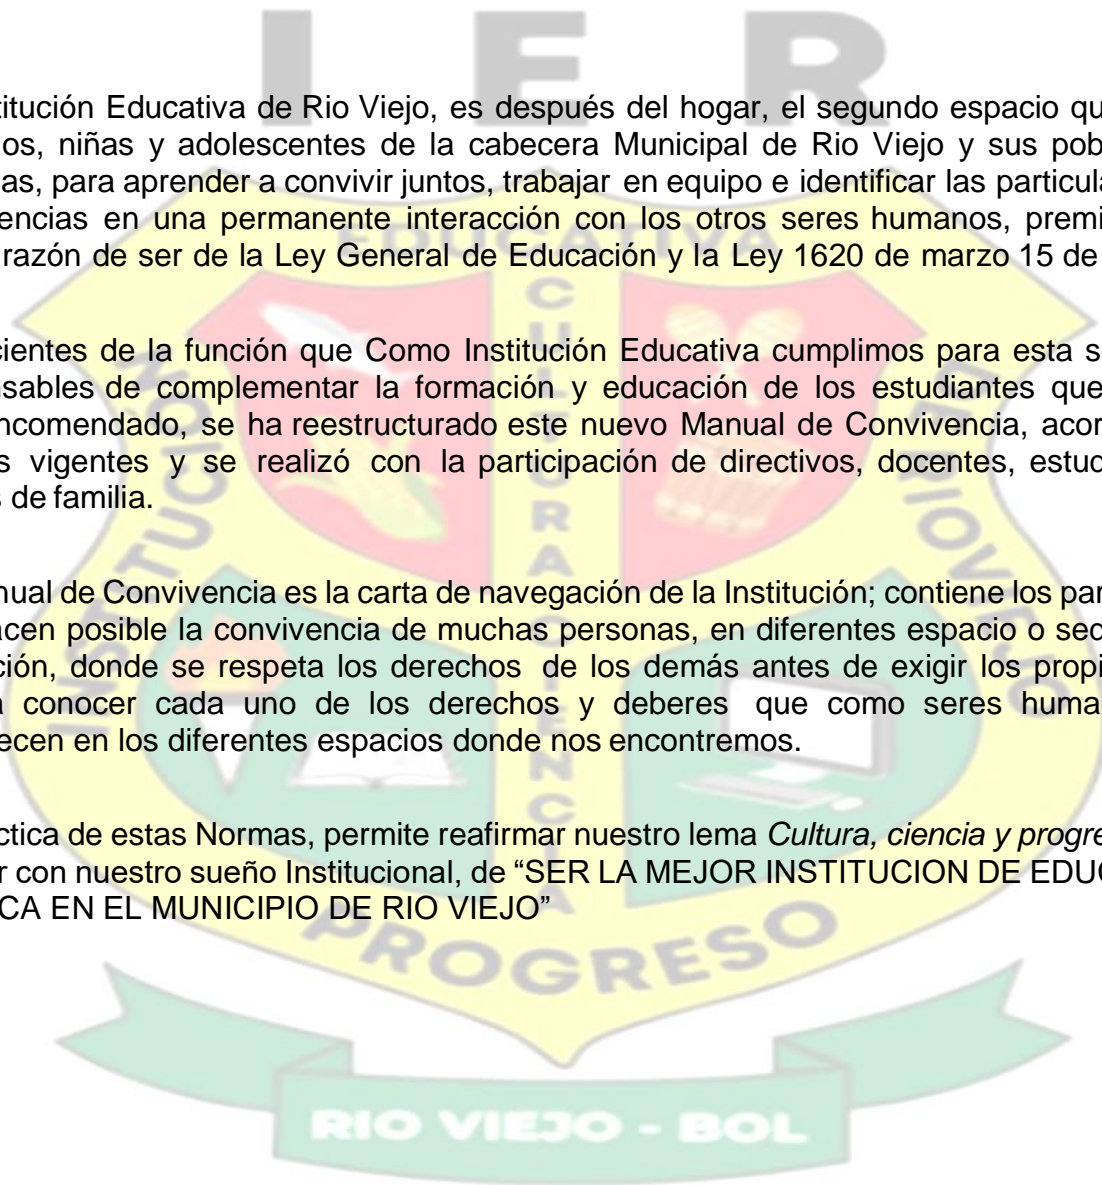 I E R
titución Educativa de Rio Viejo, es después del hogar, el segundo espacio qu
os, niñas y adolescentes de la cabecera Municipal de Rio Viejo y sus pob
as, para aprender a convivir juntos, trabajar en equipo e identificar las particula
encias en una permanente interacción con los otros seres humanos, premi
razón de ser de la Ley General de Educación y la Ley 1620 de marzo 15 de
cientes de la función que Como Institución Educativa cumplimos para esta s
nsables de complementar la formación y educación de los estudiantes que
ncomendado, se ha reestructurado este nuevo Manual de Convivencia, acor
s vigentes y se realizó con la participación de directivos, docentes, estud
s de familia.
nual de Convivencia es la carta de navegación de la Institución; contiene los par
acen posible la convivencia de muchas personas, en diferentes espacio o sed
ción, donde se respeta los derechos de los demás antes de exigir los propi
a conocer cada uno de los derechos y deberes que como seres huma
ecen en los diferentes espacios donde nos encontremos.
ctica de estas Normas, permite reafirmar nuestro lema Cultura, ciencia y progre
r con nuestro sueño Institucional, de “SER LA MEJOR INSTITUCION DE EDUC
CA EN EL MUNICIPIO DE RIO VIEJO”
INSTITUCIÓN
EDUCATIVA
DE RIOVIEJO
CULTURA
CIENCIA
PROGRESO
RIO VIEJO - BOL